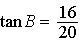 tan B = 16/20